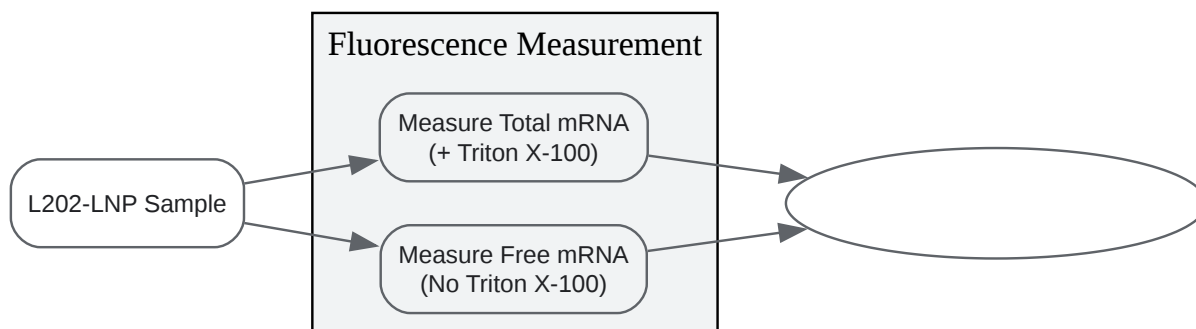 Fluorescence Measurement
Measure Total mRNA
(+ Triton X-100)
L202-LNP Sample
Measure Free mRNA
(No Triton X-100)